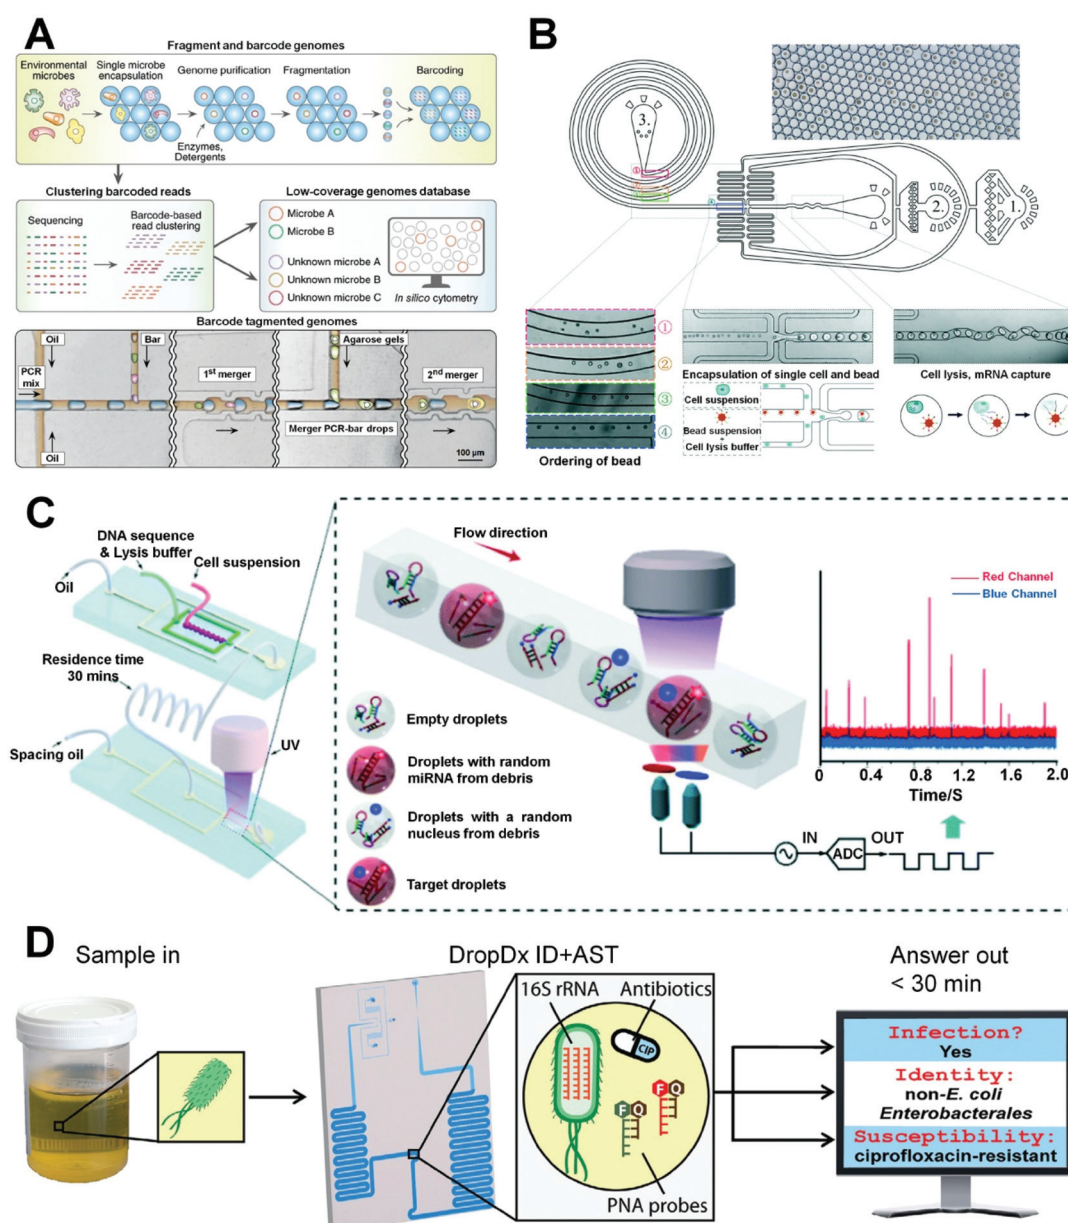 A
Fragment and barcode genomes
Environmental microbes
Single microbe encapsulation
Genome purification
Fragmentation
Barcoding
Enzymes, Detergents
Clustering barcoded reads
Sequencing
Barcode-based read clustering
Low-coverage genomes database
Microbe A
Microbe B
Unknown microbe A
Unknown microbe B
Unknown microbe C
In silico cytometry
Barcode tagmented genomes
Oil
Bar
Agarose gels
PCR mix
1st merger
2nd merger
Merger PCR-bar drops
Oil
100 µm
B
3.
2.
1.
①
④
①
②
③
④
Ordering of bead
Encapsulation of single cell and bead
Cell suspension
Bead suspension
+
Cell lysis buffer
Cell lysis, mRNA capture
C
DNA sequence & Lysis buffer
Cell suspension
Oil
Residence time 30 mins
Spacing oil
UV
Flow direction
Empty droplets
Droplets with random miRNA from debris
Droplets with a random nucleus from debris
Target droplets
Red Channel
Blue Channel
0 0.4 0.8 1.2 1.6 2.0
Time/S
IN
ADC
OUT
D
Sample in
DropDx ID+AST
Answer out
< 30 min
16S rRNA
Antibiotics
CIP
F Q
F Q
PNA probes
Infection?
Yes
Identity:
non-E. coli
Enterobacterales
Susceptibility:
ciprofloxacin-resistant